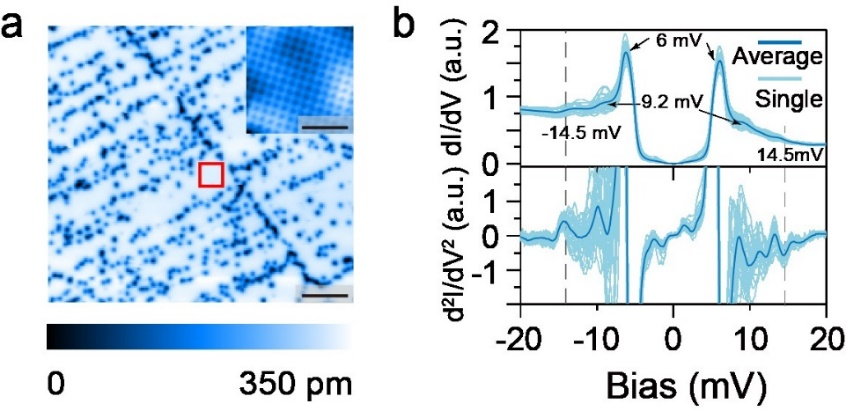 a
0 350 pm
b
dI/dV (a.u.)
2
1
0
6 mV
Average
Single
9.2 mV
-14.5 mV
14.5mV
d²I/dV² (a.u.)
1
0
-1
-20 -10 0 10 20
Bias (mV)